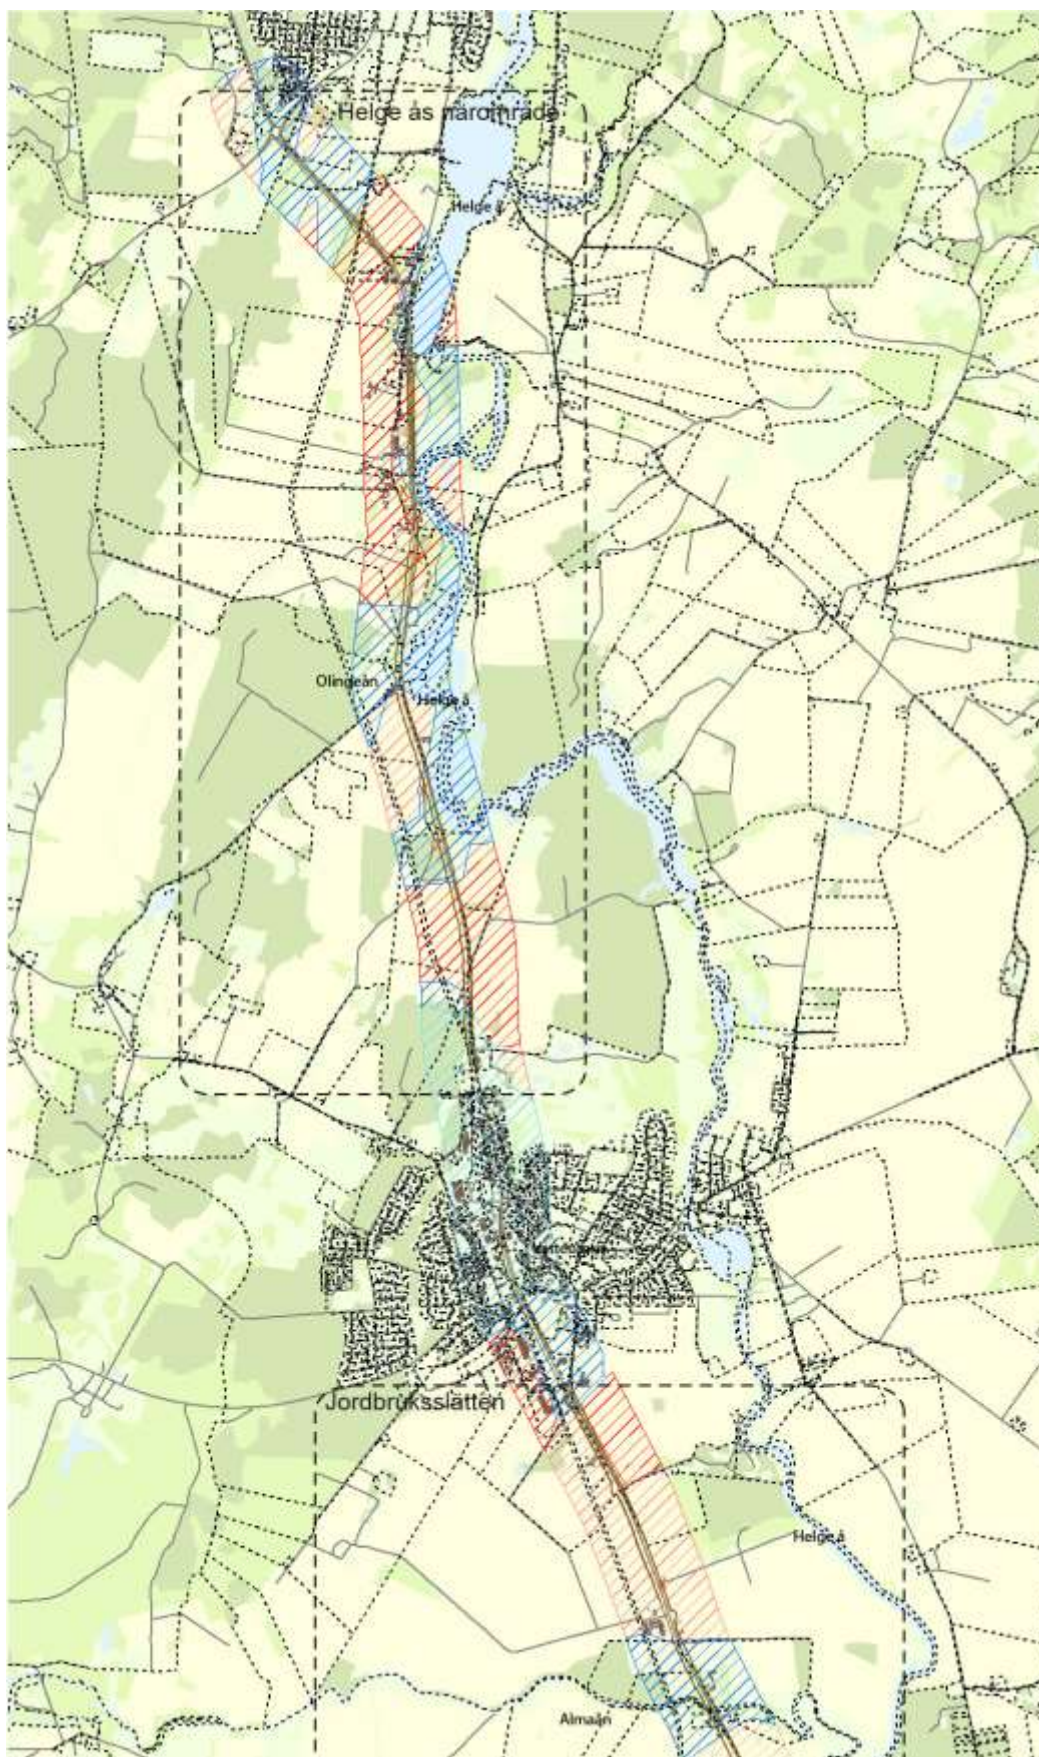 Helge ås närområde
Helge å
Olingeån
Helge å
Jordbruksslätten
Helge å
Almaån